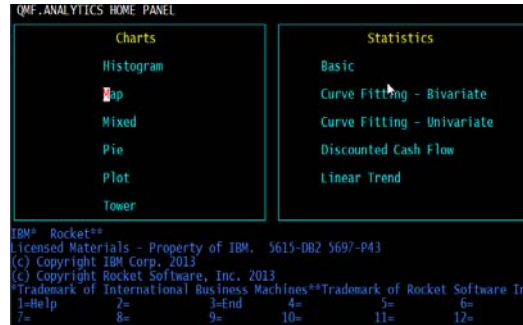 QMF.ANALYTICS HOME PANEL
Charts
Histogram
Map
Mixed
Pie
Plot
Tower
Statistics
Basic
Curve Fitting - Bivariate
Curve Fitting - Univariate
Discounted Cash Flow
Linear Trend
IBM* Rocket**
Licensed Materials - Property of IBM. 5615-DB2 5697-P43
(c) Copyright IBM Corp. 2013
(c) Copyright Rocket Software, Inc. 2013
*Trademark of International Business Machines**Trademark of Rocket Software In
1=Help 2= 3=End 4= 5= 6=
7= 8= 9= 10= 11= 12=